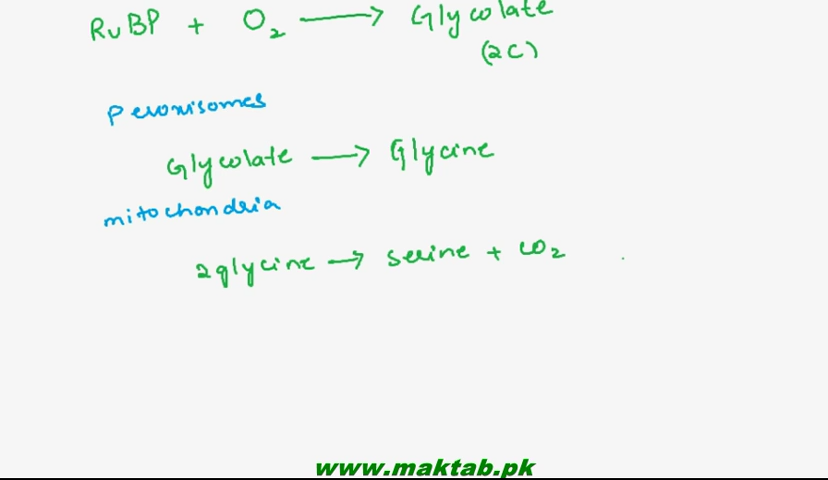 RuBP + O₂ ⟶ Glycolate
(2C)
Peroxisomes
Glycolate ⟶ Glycine
mitochondria
2glycine ⟶ serine + CO₂
www.maktab.pk